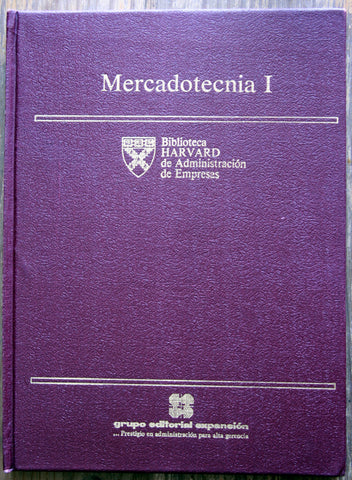 Mercadotecnia I
Biblioteca
HARVARD
de Administración
de Empresas
grupo editorial expansión
... Prestigio en administración para alta gerencia